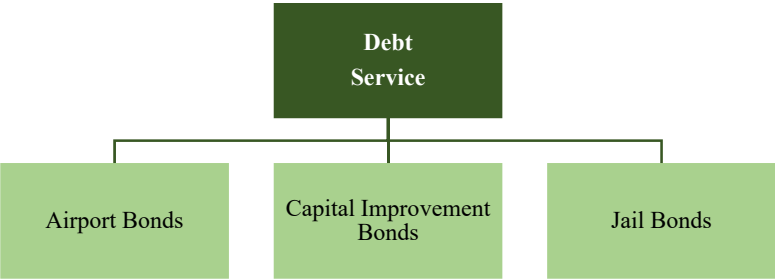 Debt
Service
Airport Bonds
Capital Improvement
Bonds
Jail Bonds